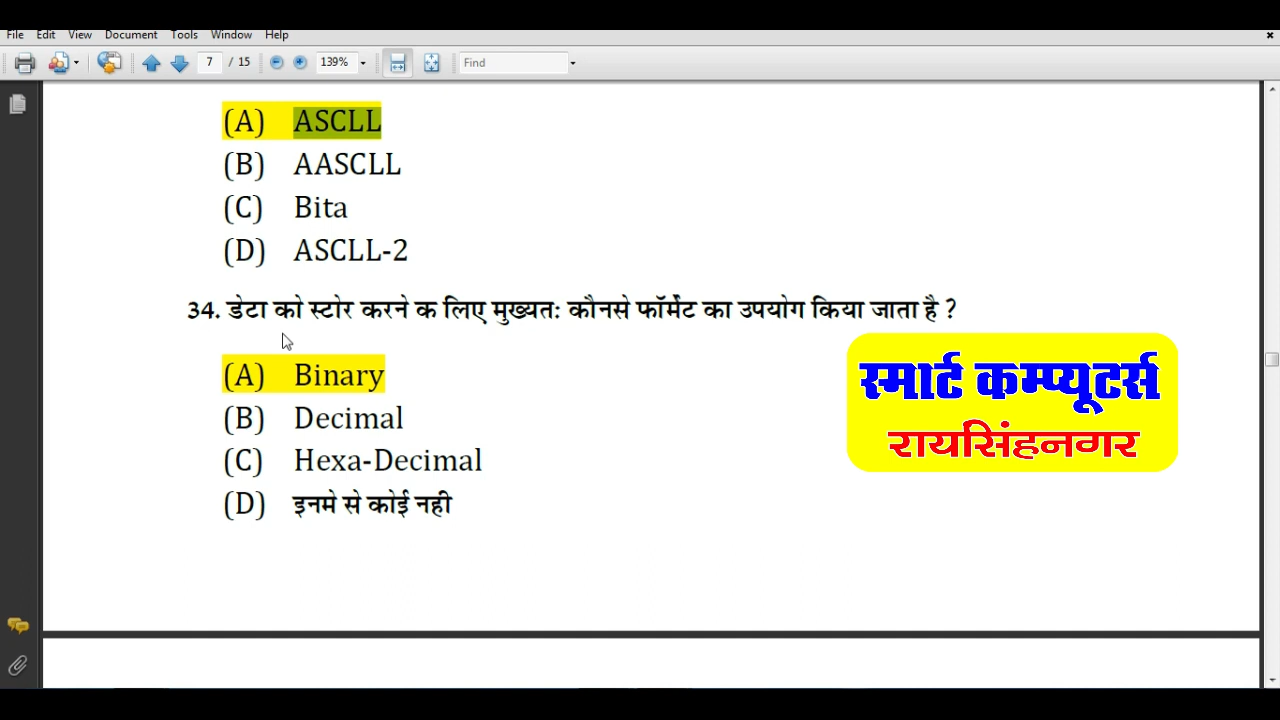 File Edit View Document Tools Window Help
7 / 15 139% Find
(A) ASCLL
(B) AASCLL
(C) Bita
(D) ASCLL-2
34. डेटा को स्टोर करने क लिए मुख्यतः कौनसे फॉर्मेट का उपयोग किया जाता है ?
(A) Binary
(B) Decimal
(C) Hexa-Decimal
(D) इनमे से कोई नही
स्मार्ट कम्प्यूटर्स
रायसिंहनगर